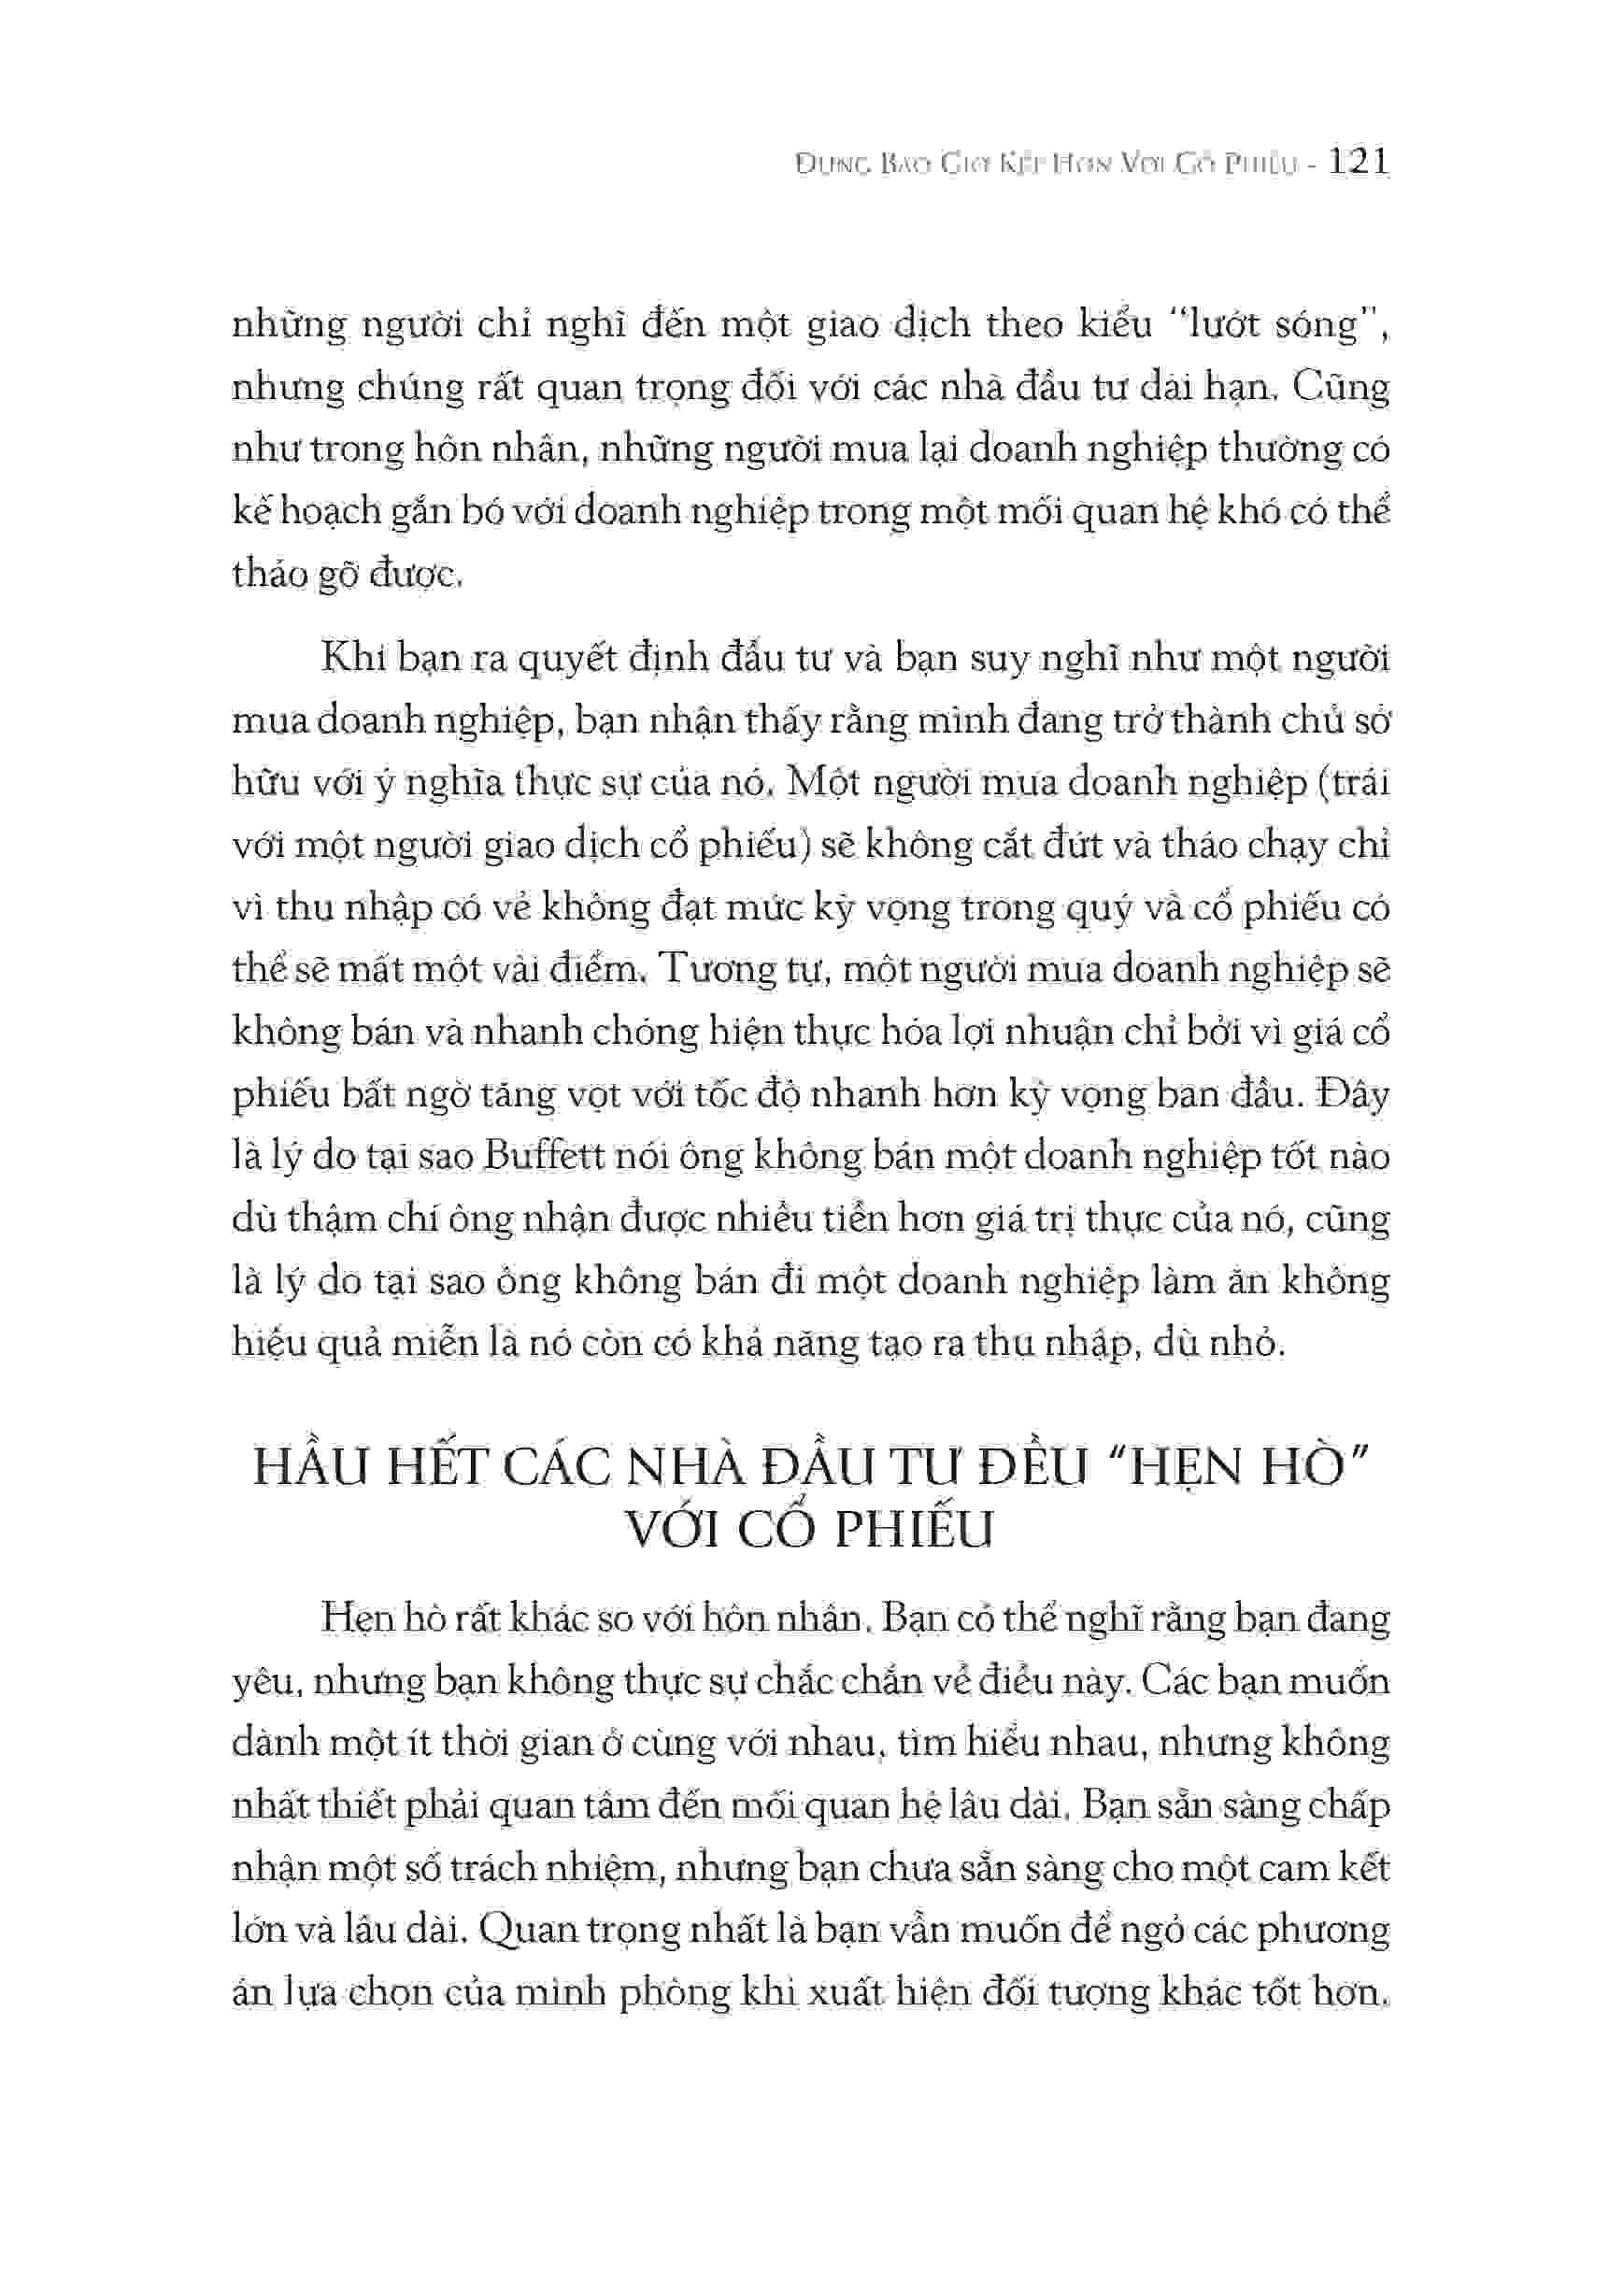 ĐỪNG BAO GIỜ KẾT HÔN VỚI CỔ PHIẾU - 121
những người chỉ nghĩ đến một giao dịch theo kiểu “lướt sóng”,
nhưng chúng rất quan trọng đối với các nhà đầu tư dài hạn. Cũng
như trong hôn nhân, những người mua lại doanh nghiệp thường có
kế hoạch gắn bó với doanh nghiệp trong một mối quan hệ khó có thể
tháo gỡ được.
Khi bạn ra quyết định đầu tư và bạn suy nghĩ như một người
mua doanh nghiệp, bạn nhận thấy rằng mình đang trở thành chủ sở
hữu với ý nghĩa thực sự của nó. Một người mua doanh nghiệp (trái
với một người giao dịch cổ phiếu) sẽ không cắt đứt và tháo chạy chỉ
vì thu nhập có vẻ không đạt mức kỳ vọng trong quý và cổ phiếu có
thể sẽ mất một vài điểm. Tương tự, một người mua doanh nghiệp sẽ
không bán và nhanh chóng hiện thực hóa lợi nhuận chỉ bởi vì giá cổ
phiếu bất ngờ tăng vọt với tốc độ nhanh hơn kỳ vọng ban đầu. Đây
là lý do tại sao Buffett nói ông không bán một doanh nghiệp tốt nào
dù thậm chí ông nhận được nhiều tiền hơn giá trị thực của nó, cũng
là lý do tại sao ông không bán đi một doanh nghiệp làm ăn không
hiệu quả miễn là nó còn có khả năng tạo ra thu nhập, dù nhỏ.
HẦU HẾT CÁC NHÀ ĐẦU TƯ ĐỀU “HẸN HÒ”
VỚI CỔ PHIẾU
Hẹn hò rất khác so với hôn nhân. Bạn có thể nghĩ rằng bạn đang
yêu, nhưng bạn không thực sự chắc chắn về điều này. Các bạn muốn
dành một ít thời gian ở cùng với nhau, tìm hiểu nhau, nhưng không
nhất thiết phải quan tâm đến mối quan hệ lâu dài. Bạn sẵn sàng chấp
nhận một số trách nhiệm, nhưng bạn chưa sẵn sàng cho một cam kết
lớn và lâu dài. Quan trọng nhất là bạn vẫn muốn để ngỏ các phương
án lựa chọn của mình phòng khi xuất hiện đối tượng khác tốt hơn.